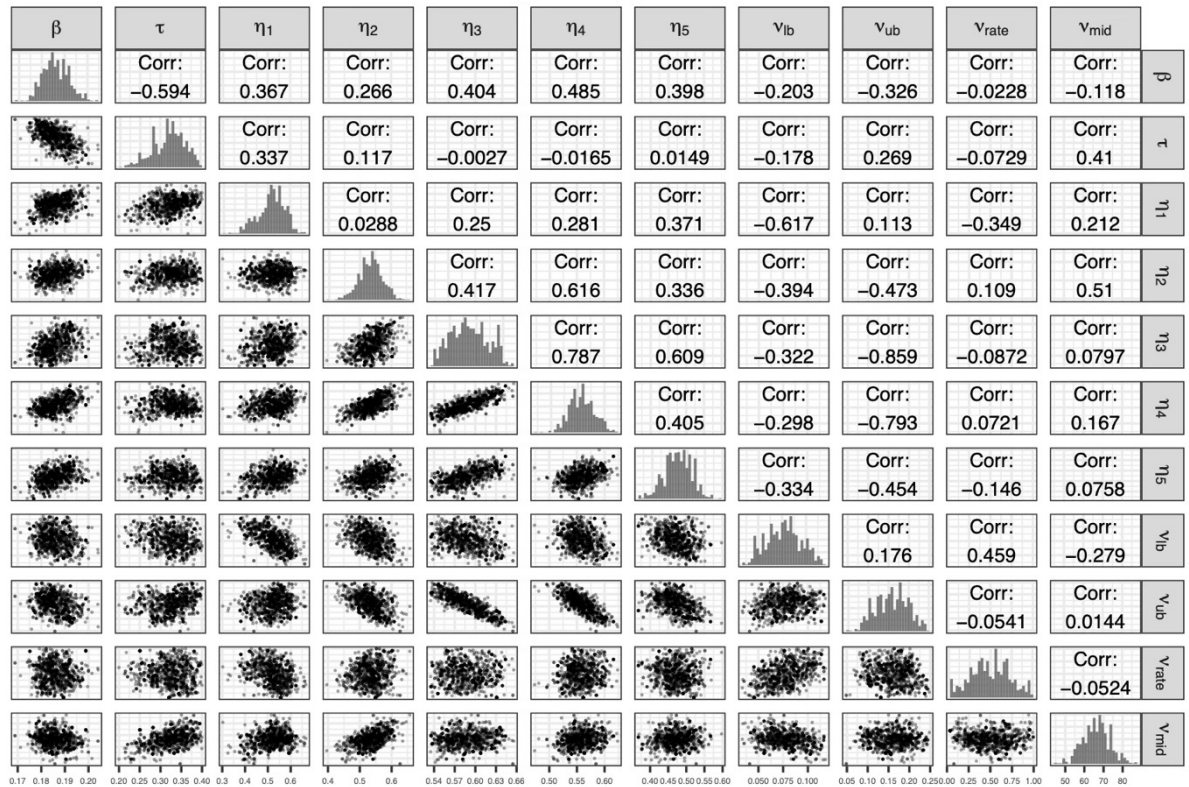 β τ η1 η2 η3 η4 η5 νlb νub νrate νmid
Corr: Corr: Corr: Corr: Corr: Corr: Corr: Corr: Corr: Corr:
−0.594 0.367 0.266 0.404 0.485 0.398 −0.203 −0.326 −0.0228 −0.118
β
Corr: Corr: Corr: Corr: Corr: Corr: Corr: Corr: Corr:
0.337 0.117 −0.0027 −0.0165 0.0149 −0.178 0.269 −0.0729 0.41
τ
Corr: Corr: Corr: Corr: Corr: Corr: Corr: Corr:
0.0288 0.25 0.281 0.371 −0.617 0.113 −0.349 0.212
η1
Corr: Corr: Corr: Corr: Corr: Corr: Corr:
0.417 0.616 0.336 −0.394 −0.473 0.109 0.51
η2
Corr: Corr: Corr: Corr: Corr: Corr:
0.787 0.609 −0.322 −0.859 −0.0872 0.0797
η3
Corr: Corr: Corr: Corr: Corr:
0.405 −0.298 −0.793 0.0721 0.167
η4
Corr: Corr: Corr: Corr:
−0.334 −0.454 −0.146 0.0758
η5
Corr: Corr: Corr:
0.176 0.459 −0.279
νlb
Corr: Corr:
−0.0541 0.0144
νub
Corr:
−0.0524
νrate
νmid
0.17 0.18 0.19 0.20 0.20 0.25 0.30 0.35 0.40 0.3 0.4 0.5 0.6 0.4 0.5 0.6 0.54 0.57 0.60 0.63 0.66 0.50 0.55 0.60 0.40 0.45 0.50 0.55 0.60 0.050 0.075 0.100 0.05 0.10 0.15 0.20 0.25 0.00 0.25 0.50 0.75 1.00 50 60 70 80